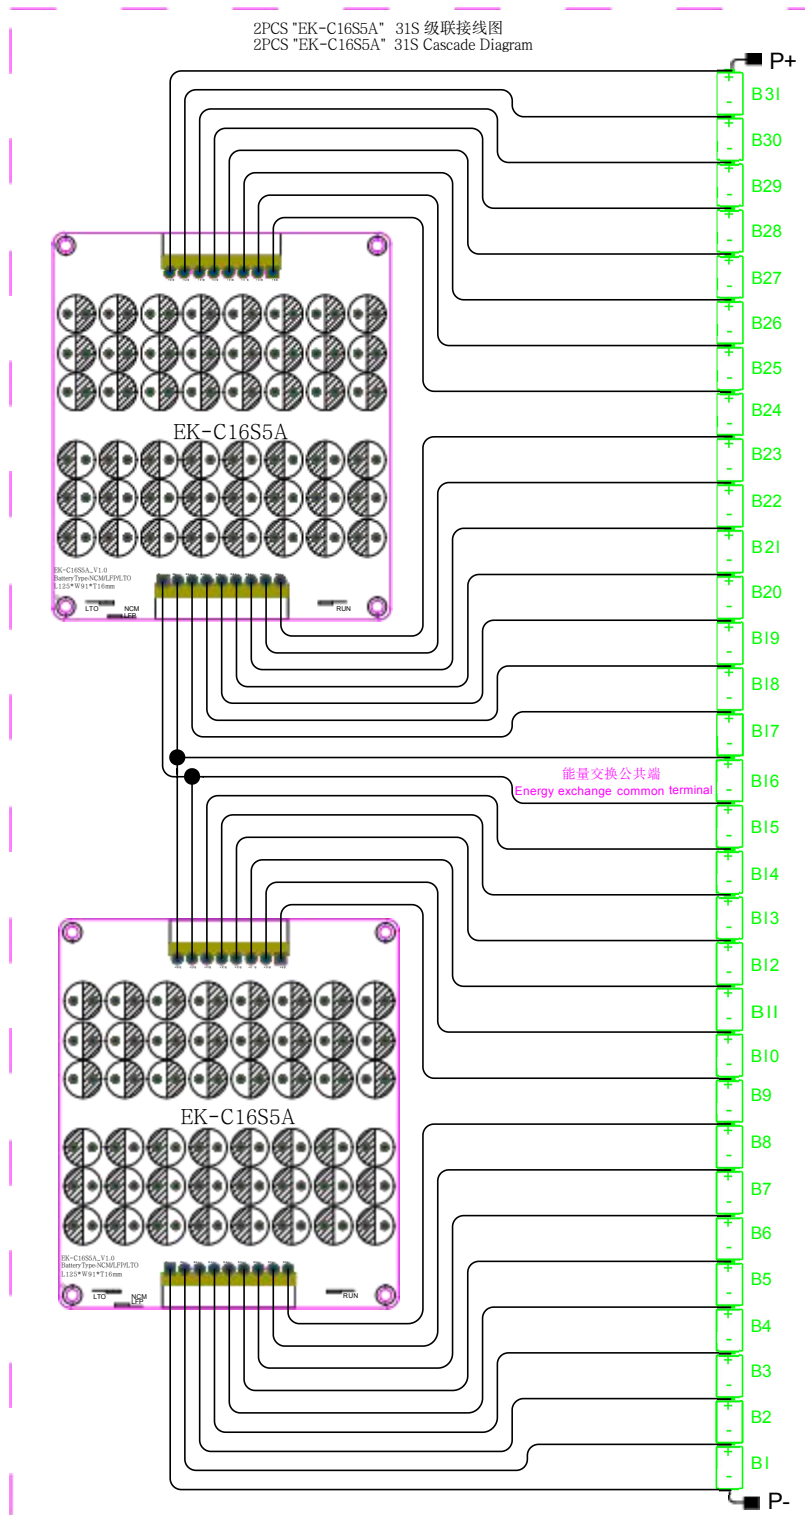 2PCS "EK-C16S5A" 31S 级联接线图
2PCS "EK-C16S5A" 31S Cascade Diagram
P+
B31
B30
B29
B28
B27
B26
B25
B24
B23
B22
B21
B20
B19
B18
B17
B16
B15
B14
B13
B12
B11
B10
B9
B8
B7
B6
B5
B4
B3
B2
B1
P-
EK-C16S5A
EK-C16S5A_V1.0
BatteryType:NCM/LFP/LTO
L125*W91*T16mm
LTO
NCM
LFP
RUN
能量交换公共端
Energy exchange common terminal
EK-C16S5A
EK-C16S5A_V1.0
BatteryType:NCM/LFP/LTO
L125*W91*T16mm
LTO
NCM
LFP
RUN